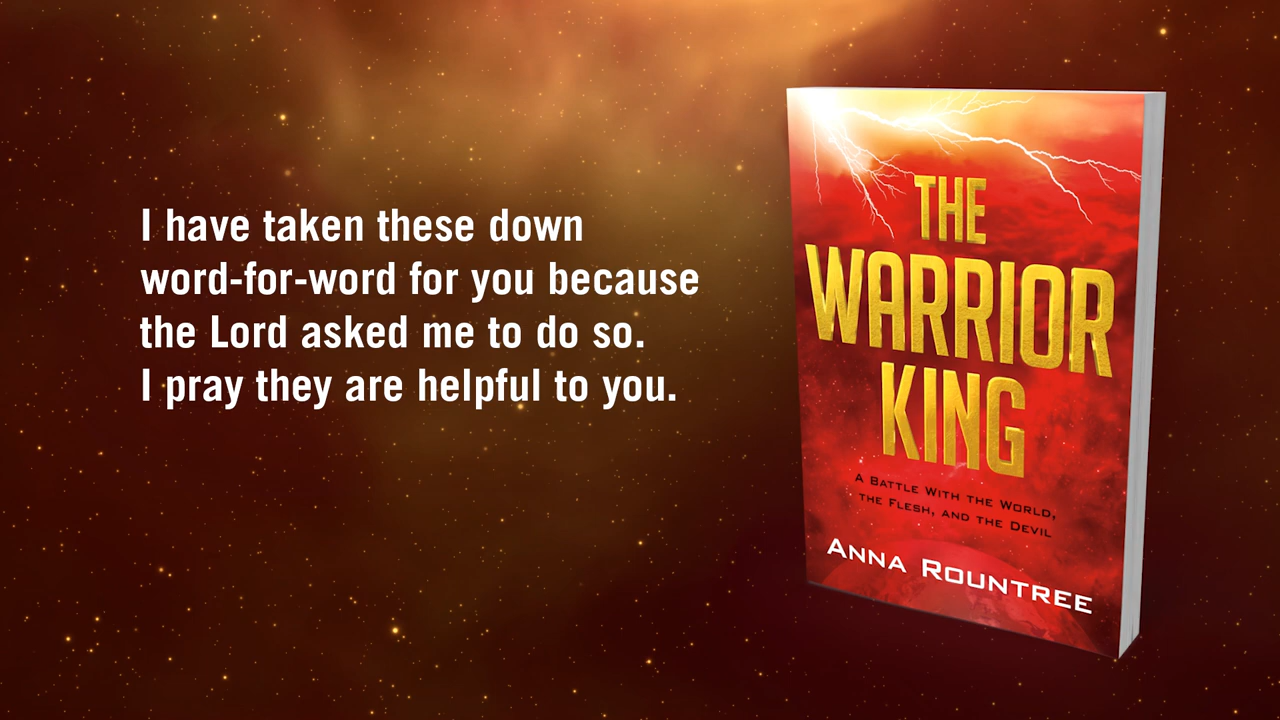 I have taken these down
word-for-word for you because
the Lord asked me to do so.
I pray they are helpful to you.
THE
WARRIOR
KING
A Battle With the World,
the Flesh, and the Devil
Anna Rountree